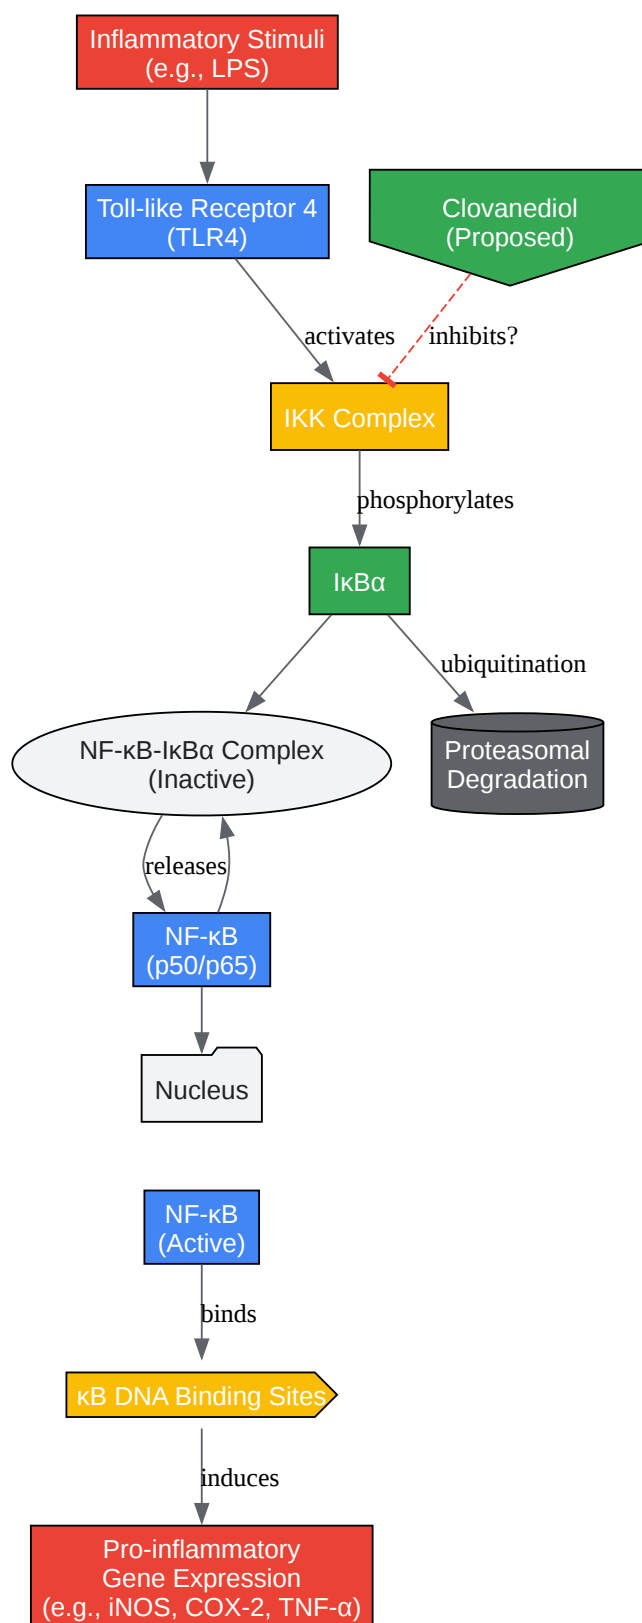 Inflammatory Stimuli
(e.g., LPS)
Toll-like Receptor 4
(TLR4)
Clovanediol
(Proposed)
activates
inhibits?
IKK Complex
phosphorylates
IκBα
ubiquitination
NF-κB-IκBα Complex
(Inactive)
Proteasomal
Degradation
releases
NF-κB
(p50/p65)
Nucleus
NF-κB
(Active)
binds
κB DNA Binding Sites
induces
Pro-inflammatory
Gene Expression
(e.g., iNOS, COX-2, TNF-α)